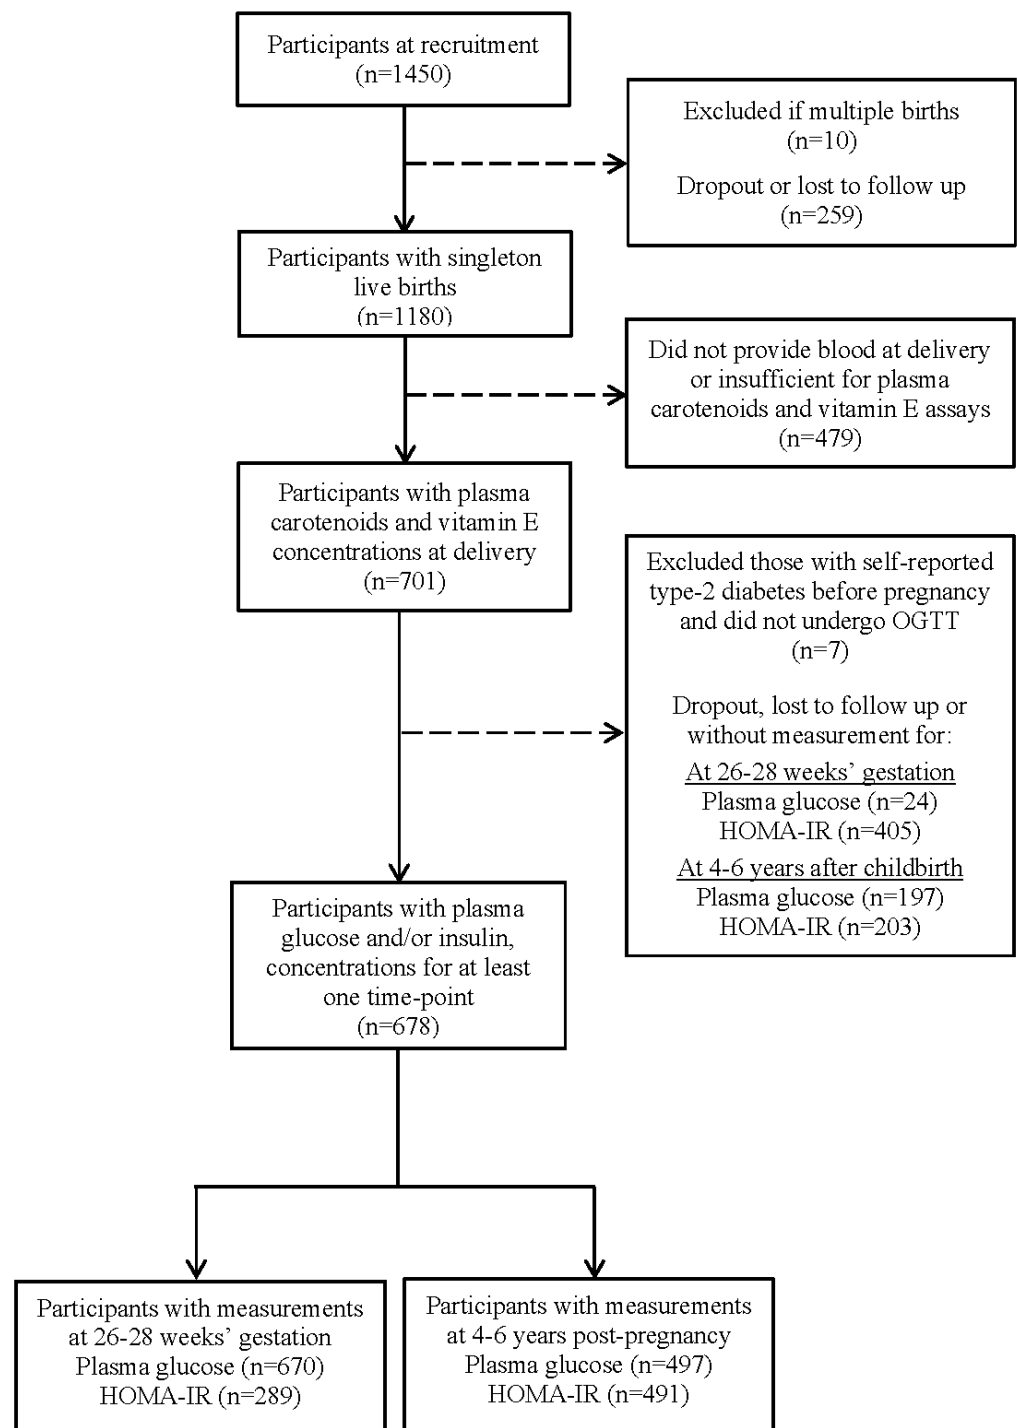 Participants at recruitment
(n=1450)
Excluded if multiple births
(n=10)
Dropout or lost to follow up
(n=259)
Participants with singleton
live births
(n=1180)
Did not provide blood at delivery
or insufficient for plasma
carotenoids and vitamin E assays
(n=479)
Participants with plasma
carotenoids and vitamin E
concentrations at delivery
(n=701)
Excluded those with self-reported
type-2 diabetes before pregnancy
and did not undergo OGTT
(n=7)
Dropout, lost to follow up or
without measurement for:
At 26-28 weeks’ gestation
Plasma glucose (n=24)
HOMA-IR (n=405)
At 4-6 years after childbirth
Plasma glucose (n=197)
HOMA-IR (n=203)
Participants with plasma
glucose and/or insulin,
concentrations for at least
one time-point
(n=678)
Participants with measurements
at 26-28 weeks’ gestation
Plasma glucose (n=670)
HOMA-IR (n=289)
Participants with measurements
at 4-6 years post-pregnancy
Plasma glucose (n=497)
HOMA-IR (n=491)